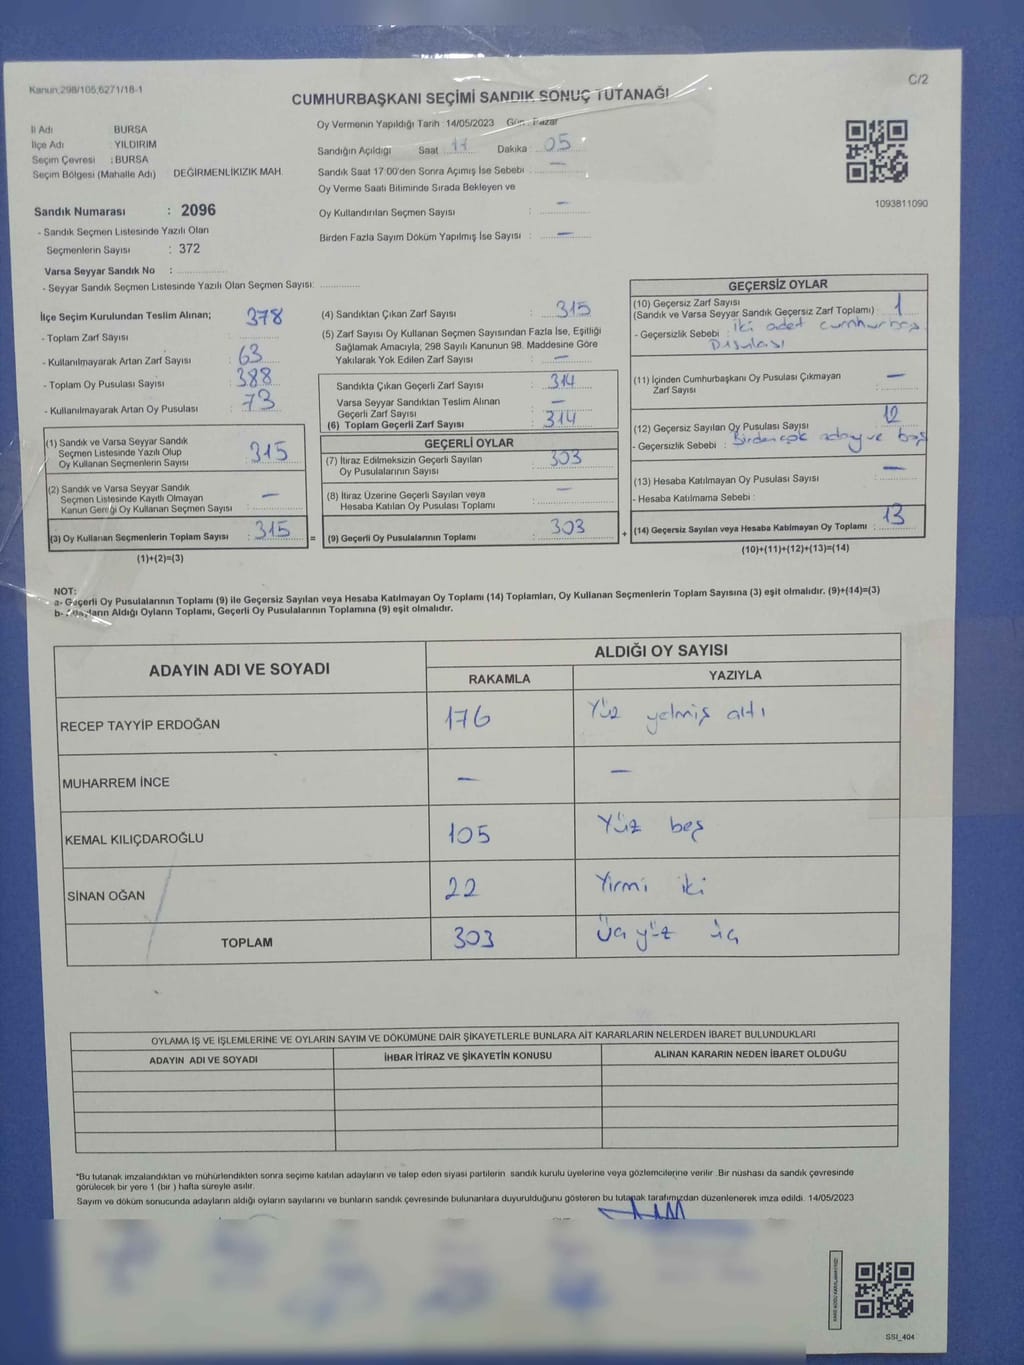 Kanun,298/105,6271/18-1
C/2
CUMHURBAŞKANI SEÇİMİ SANDIK SONUÇ TUTANAĞI
İl Adı BURSA
İlçe Adı YILDIRIM
Seçim Çevresi : BURSA
Seçim Bölgesi (Mahalle Adı) DEĞİRMENLİKIZIK MAH.
Sandık Numarası : 2096
- Sandık Seçmen Listesinde Yazılı Olan
Seçmenlerin Sayısı : 372
Varsa Seyyar Sandık No :
- Seyyar Sandık Seçmen Listesinde Yazılı Olan Seçmen Sayısı:
Oy Vermenin Yapıldığı Tarih : 14/05/2023 Gün : Pazar
Sandığın Açıldığı Saat 17 Dakika : 05
Sandık Saat 17:00'den Sonra Açımış İse Sebebi : —
Oy Verme Saati Bitiminde Sırada Bekleyen ve
Oy Kullandırılan Seçmen Sayısı : —
Birden Fazla Sayım Döküm Yapılmış İse Sayısı : —
1093811090
İlçe Seçim Kurulundan Teslim Alınan; 378
- Toplam Zarf Sayısı :
- Kullanılmayarak Artan Zarf Sayısı : 63
- Toplam Oy Pusulası Sayısı : 388
- Kullanılmayarak Artan Oy Pusulası : 73
(1) Sandık ve Varsa Seyyar Sandık
Seçmen Listesinde Yazılı Olup
Oy Kullanan Seçmenlerin Sayısı : 315
(2) Sandık ve Varsa Seyyar Sandık
Seçmen Listesinde Kayıtlı Olmayan
Kanun Gereği Oy Kullanan Seçmen Sayısı : —
(3) Oy Kullanan Seçmenlerin Toplam Sayısı : 315
(1)+(2)=(3)
(4) Sandıktan Çıkan Zarf Sayısı : 315
(5) Zarf Sayısı Oy Kullanan Seçmen Sayısından Fazla İse, Eşitliği
Sağlamak Amacıyla; 298 Sayılı Kanunun 98. Maddesine Göre
Yakılarak Yok Edilen Zarf Sayısı : —
Sandıkta Çıkan Geçerli Zarf Sayısı : 314
Varsa Seyyar Sandıktan Teslim Alınan
Geçerli Zarf Sayısı : —
(6) Toplam Geçerli Zarf Sayısı : 314
GEÇERLİ OYLAR
(7) İtiraz Edilmeksizin Geçerli Sayılan
Oy Pusulalarının Sayısı : 303
(8) İtiraz Üzerine Geçerli Sayılan veya
Hesaba Katılan Oy Pusulası Toplamı : —
= (9) Geçerli Oy Pusulalarının Toplamı : 303
GEÇERSİZ OYLAR
(10) Geçersiz Zarf Sayısı
(Sandık ve Varsa Seyyar Sandık Geçersiz Zarf Toplamı) : 1
- Geçersizlik Sebebi : iki adet cumhurbaş
Pusulası
(11) İçinden Cumhurbaşkanı Oy Pusulası Çıkmayan
Zarf Sayısı : —
(12) Geçersiz Sayılan Oy Pusulası Sayısı : 12
- Geçersizlik Sebebi : Birden çok aday ve boş
(13) Hesaba Katılmayan Oy Pusulası Sayısı : —
- Hesaba Katılmama Sebebi :
+ (14) Geçersiz Sayılan veya Hesaba Katılmayan Oy Toplamı : 13
(10)+(11)+(12)+(13)=(14)
NOT:
a- Geçerli Oy Pusulalarının Toplamı (9) ile Geçersiz Sayılan veya Hesaba Katılmayan Oy Toplamı (14) Toplamları, Oy Kullanan Seçmenlerin Toplam Sayısına (3) eşit olmalıdır. (9)+(14)=(3)
b- Adayların Aldığı Oyların Toplamı, Geçerli Oy Pusulalarının Toplamına (9) eşit olmalıdır.
ADAYIN ADI VE SOYADI
ALDIĞI OY SAYISI
RAKAMLA YAZIYLA
RECEP TAYYİP ERDOĞAN 176 Yüz yetmiş altı
MUHARREM İNCE — —
KEMAL KILIÇDAROĞLU 105 Yüz beş
SİNAN OĞAN 22 Yirmi iki
TOPLAM 303 Üç yüz üç
OYLAMA İŞ VE İŞLEMLERİNE VE OYLARIN SAYIM VE DÖKÜMÜNE DAİR ŞİKAYETLERLE BUNLARA AİT KARARLARIN NELERDEN İBARET BULUNDUKLARI
ADAYIN ADI VE SOYADI İHBAR İTİRAZ VE ŞİKAYETİN KONUSU ALINAN KARARIN NEDEN İBARET OLDUĞU
*Bu tutanak imzalandıktan ve mühürlendikten sonra seçime katılan adayların ve talep eden siyasi partilerin sandık kurulu üyelerine veya gözlemcilerine verilir .Bir nüshası da sandık çevresinde
görülecek bir yere 1 (bir ) hafta süreyle asılır.
Sayım ve döküm sonucunda adayların aldığı oyların sayılarını ve bunların sandık çevresinde bulunanlara duyurulduğunu gösteren bu tutanak tarafımızdan düzenlenerek imza edildi. 14/05/2023
SSI_404